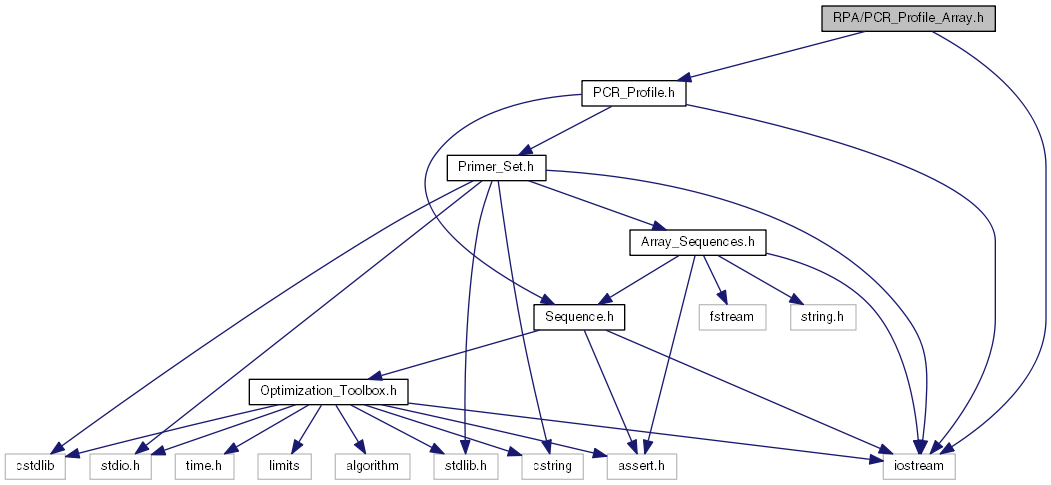 RPA/PCR_Profile_Array.h
PCR_Profile.h
Primer_Set.h
Array_Sequences.h
Sequence.h
fstream
string.h
Optimization_Toolbox.h
cstdlib
stdio.h
time.h
limits
algorithm
stdlib.h
cstring
assert.h
iostream